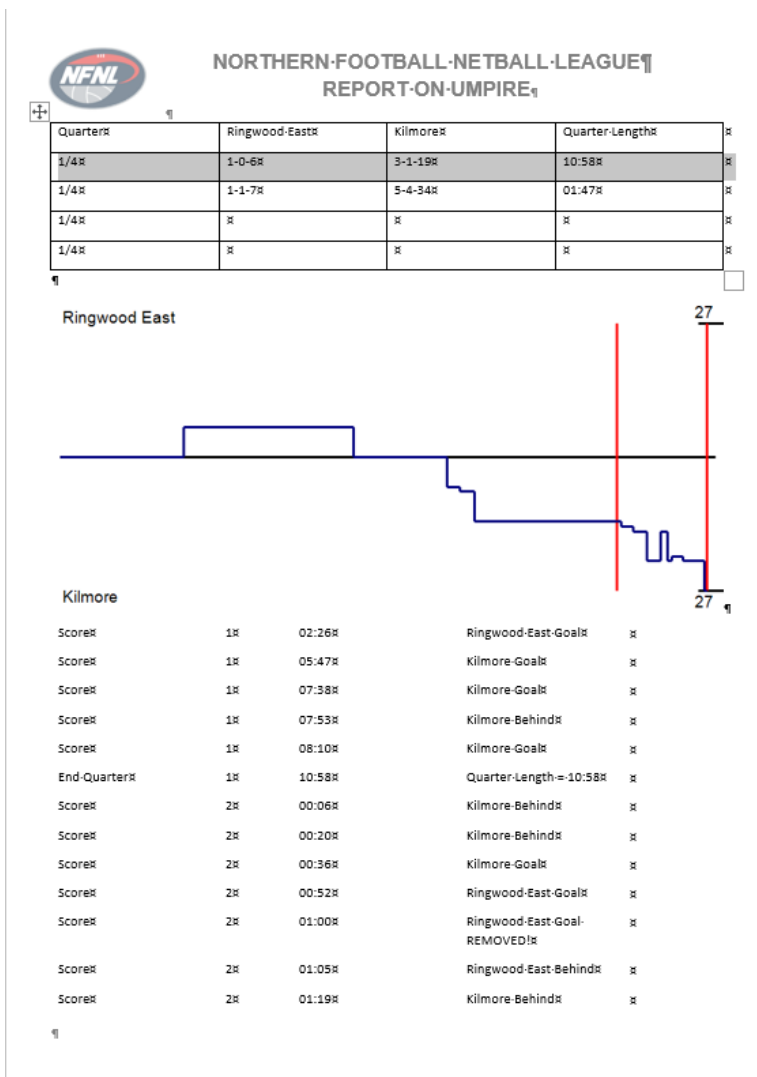 NFNL
NORTHERN·FOOTBALL·NETBALL·LEAGUE¶
REPORT·ON·UMPIRE¶
¶
Quarter¤ Ringwood·East¤ Kilmore¤ Quarter·Length¤ ¤
1/4¤ 1-0-6¤ 3-1-19¤ 10:58¤ ¤
1/4¤ 1-1-7¤ 5-4-34¤ 01:47¤ ¤
1/4¤ ¤ ¤ ¤ ¤
1/4¤ ¤ ¤ ¤ ¤
¶
Ringwood East
27
Kilmore
27 ¶
Score¤ 1¤ 02:26¤ Ringwood·East·Goal¤ ¤
Score¤ 1¤ 05:47¤ Kilmore·Goal¤ ¤
Score¤ 1¤ 07:38¤ Kilmore·Goal¤ ¤
Score¤ 1¤ 07:53¤ Kilmore·Behind¤ ¤
Score¤ 1¤ 08:10¤ Kilmore·Goal¤ ¤
End·Quarter¤ 1¤ 10:58¤ Quarter·Length·=·10:58¤ ¤
Score¤ 2¤ 00:06¤ Kilmore·Behind¤ ¤
Score¤ 2¤ 00:20¤ Kilmore·Behind¤ ¤
Score¤ 2¤ 00:36¤ Kilmore·Goal¤ ¤
Score¤ 2¤ 00:52¤ Ringwood·East·Goal¤ ¤
Score¤ 2¤ 01:00¤ Ringwood·East·Goal· ¤
REMOVED!¤
Score¤ 2¤ 01:05¤ Ringwood·East·Behind¤ ¤
Score¤ 2¤ 01:19¤ Kilmore·Behind¤ ¤
¶